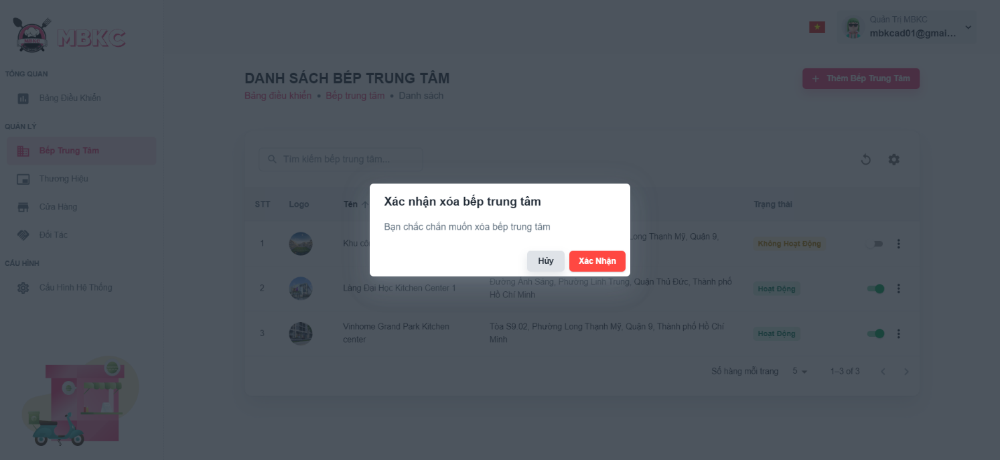 MBKC
MBKC
Quản Trị MBKC
mbkcad01@gmai...
TỔNG QUAN
Bảng Điều Khiển
QUẢN LÝ
Bếp Trung Tâm
Thương Hiệu
Cửa Hàng
Đối Tác
CẤU HÌNH
Cấu Hình Hệ Thống
DANH SÁCH BẾP TRUNG TÂM
Bảng điều khiển • Bếp trung tâm • Danh sách
+ Thêm Bếp Trung Tâm
Tìm kiếm bếp trung tâm...
STT Logo Tên Trạng thái
Xác nhận xóa bếp trung tâm
Bạn chắc chắn muốn xóa bếp trung tâm
Hủy Xác Nhận
1 Khu Long Thạnh Mỹ, Quận 9, Không Hoạt Động
2 Làng Đại Học Kitchen Center 1 Đường Ánh Sáng, Phường Linh Trung, Quận Thủ Đức, Thành phố
Hồ Chí Minh Hoạt Động
3 Vinhome Grand Park Kitchen
center Tòa S9.02, Phường Long Thạnh Mỹ, Quận 9, Thành phố Hồ Chí
Minh Hoạt Động
Số hàng mỗi trang 5 1–3 of 3